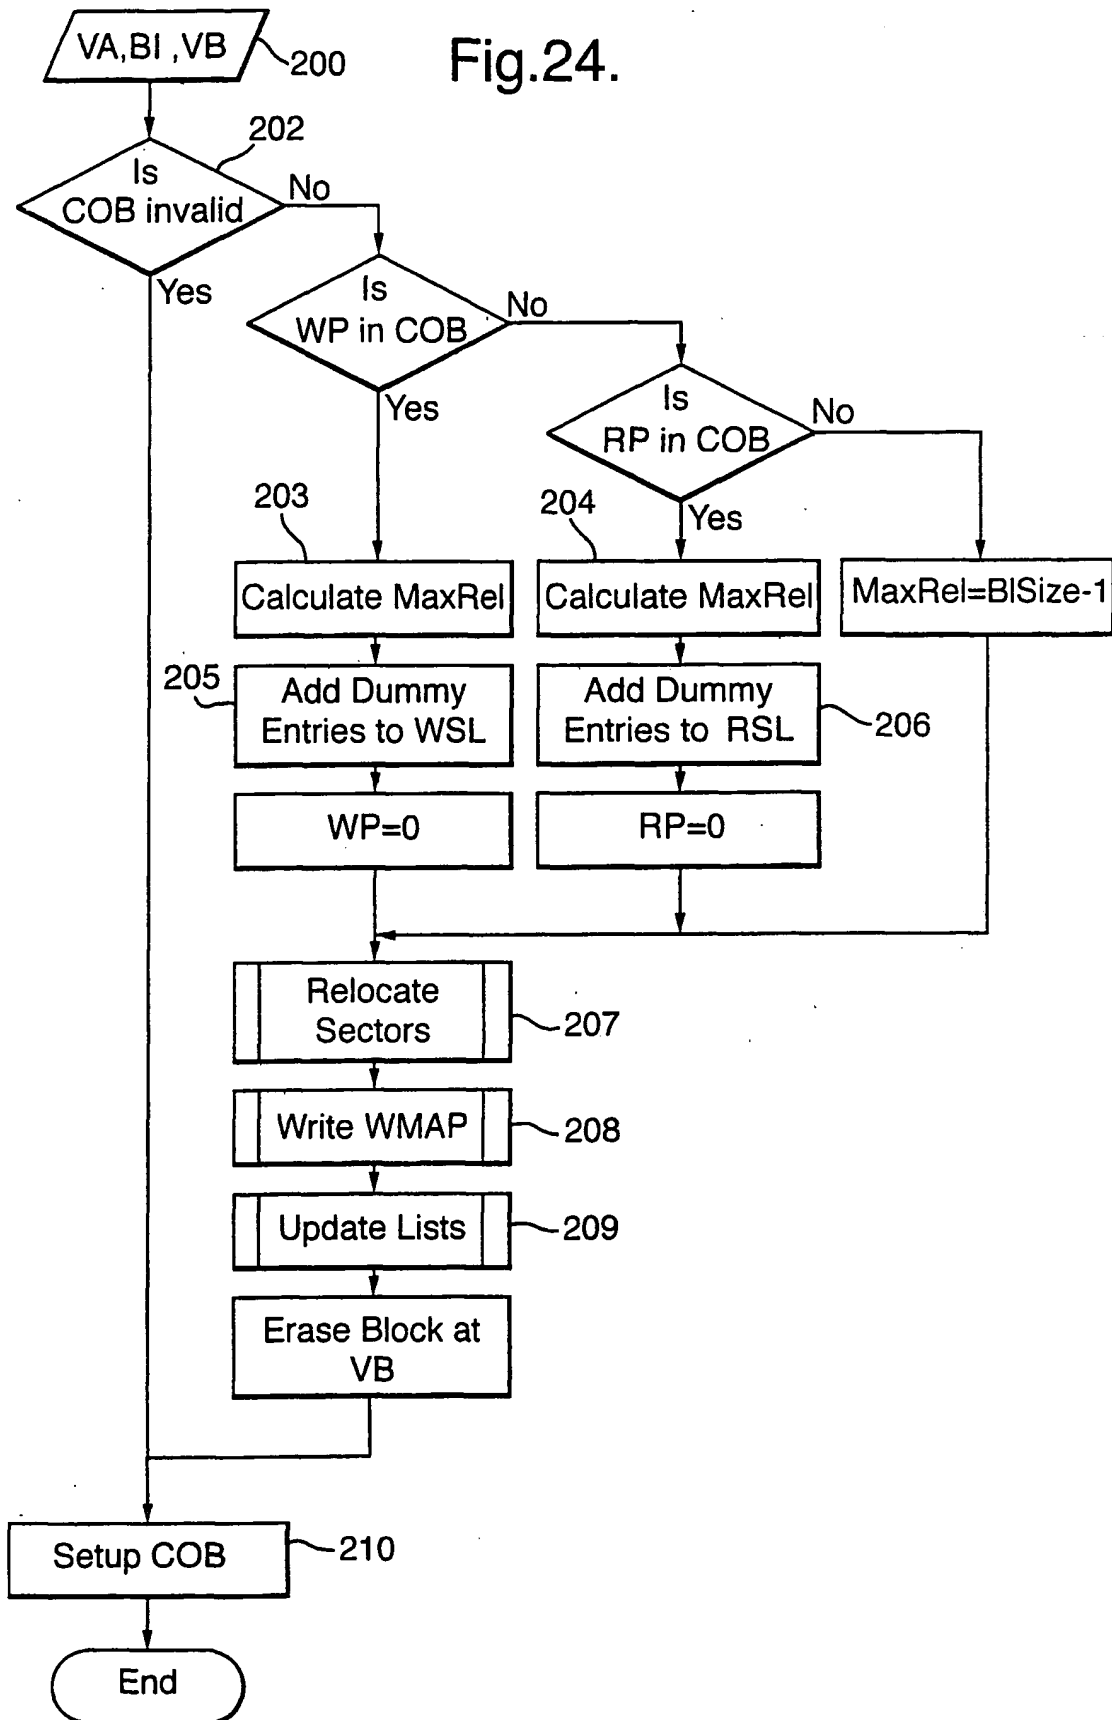 Fig.24.
VA,BI ,VB
200
202
Is
COB invalid
No
Yes
Is
WP in COB
No
Yes
Is
RP in COB
No
Yes
203
204
Calculate MaxRel
Calculate MaxRel
MaxRel=BISize-1
205
Add Dummy
Entries to WSL
Add Dummy
Entries to RSL
206
WP=0
RP=0
Relocate
Sectors
207
Write WMAP
208
Update Lists
209
Erase Block at
VB
Setup COB
210
End